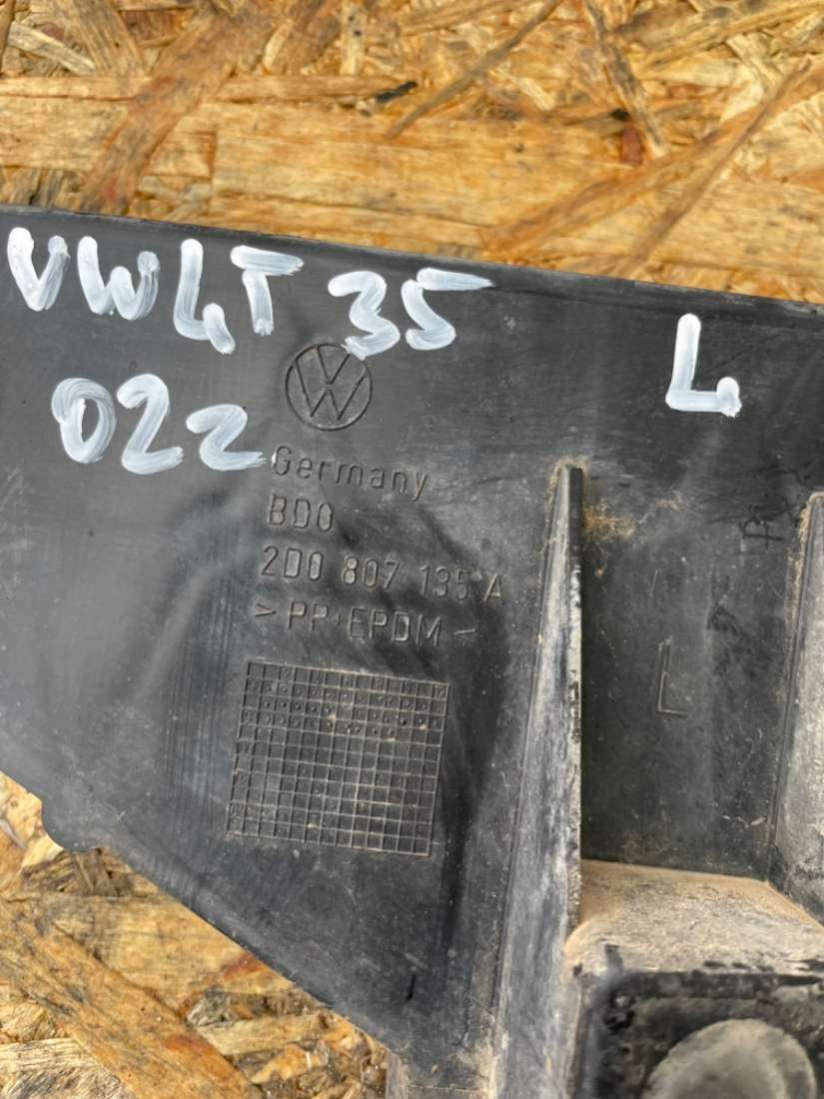 VW LT 35
L
022
Germany
BDO
2D0 807 135 A
> PP+EPDM <
L